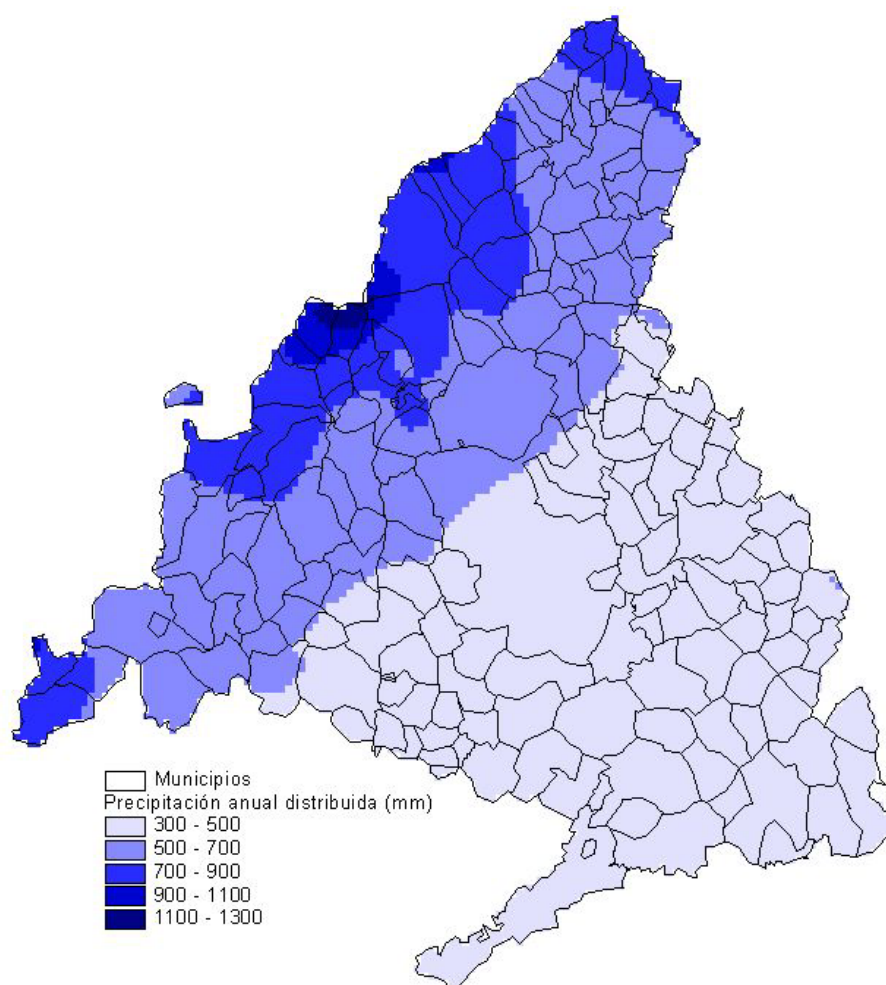 Municipios
Precipitación anual distribuida (mm)
300 - 500
500 - 700
700 - 900
900 - 1100
1100 - 1300